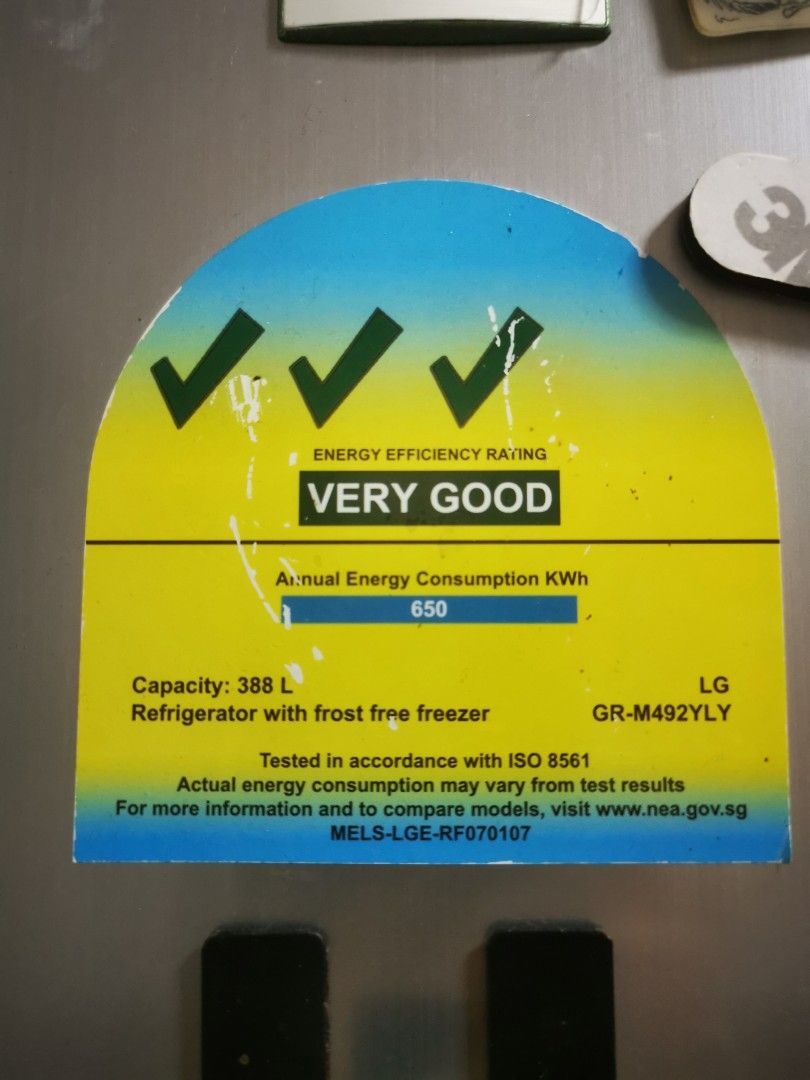 ENERGY EFFICIENCY RATING
VERY GOOD
Annual Energy Consumption KWh
650
Capacity: 388 L
LG
Refrigerator with frost free freezer
GR-M492YLY
Tested in accordance with ISO 8561
Actual energy consumption may vary from test results
For more information and to compare models, visit www.nea.gov.sg
MELS-LGE-RF070107